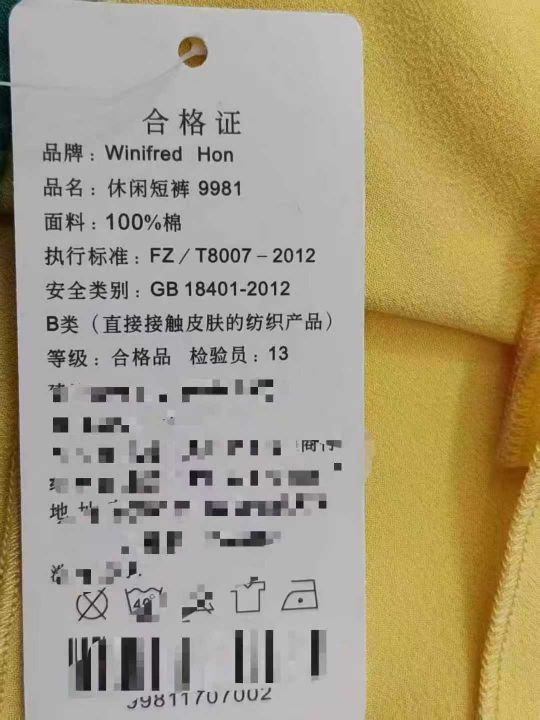 合格证
品牌：Winifred Hon
品名：休闲短裤 9981
面料：100%棉
执行标准：FZ／T8007－2012
安全类别：GB 18401-2012
B类（直接接触皮肤的纺织产品）
等级：合格品 检验员：13
地
40°
99811707002